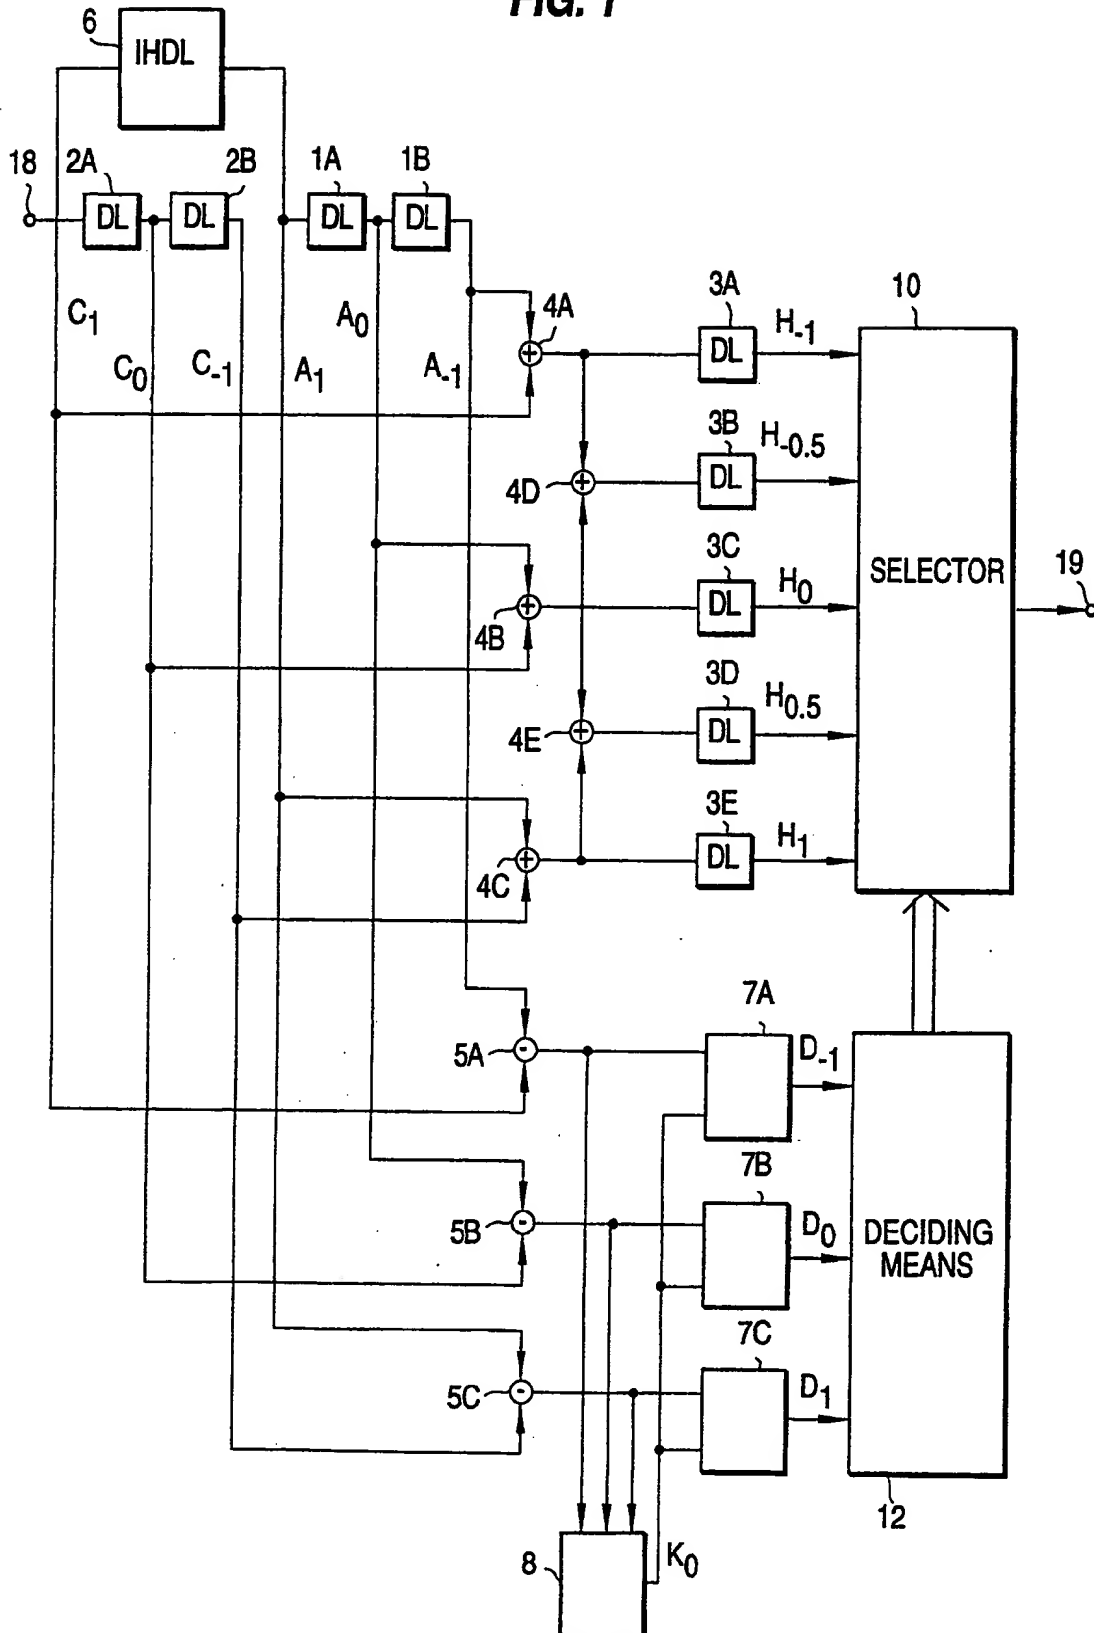 FIG. 1
6
IHDL
18
2A
2B
1A
1B
DL
DL
DL
DL
C1
C0
C-1
A1
A0
A-1
4A
3A
DL
H-1
10
3B
DL
H-0.5
4D
3C
DL
H0
SELECTOR
19
4B
3D
DL
H0.5
4E
3E
DL
H1
4C
7A
D-1
5A
7B
D0
5B
DECIDING
MEANS
7C
D1
5C
12
8
K0